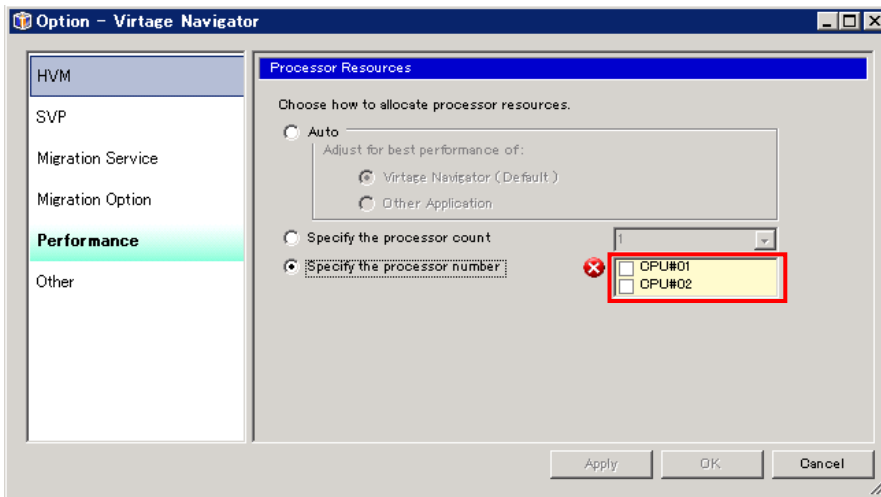 Option - Virtage Navigator
HVM
SVP
Migration Service
Migration Option
Performance
Other
Processor Resources
Choose how to allocate processor resources.
Auto
Adjust for best performance of:
Virtage Navigator (Default)
Other Application
Specify the processor count
1
Specify the processor number
CPU#01
CPU#02
Apply
OK
Cancel